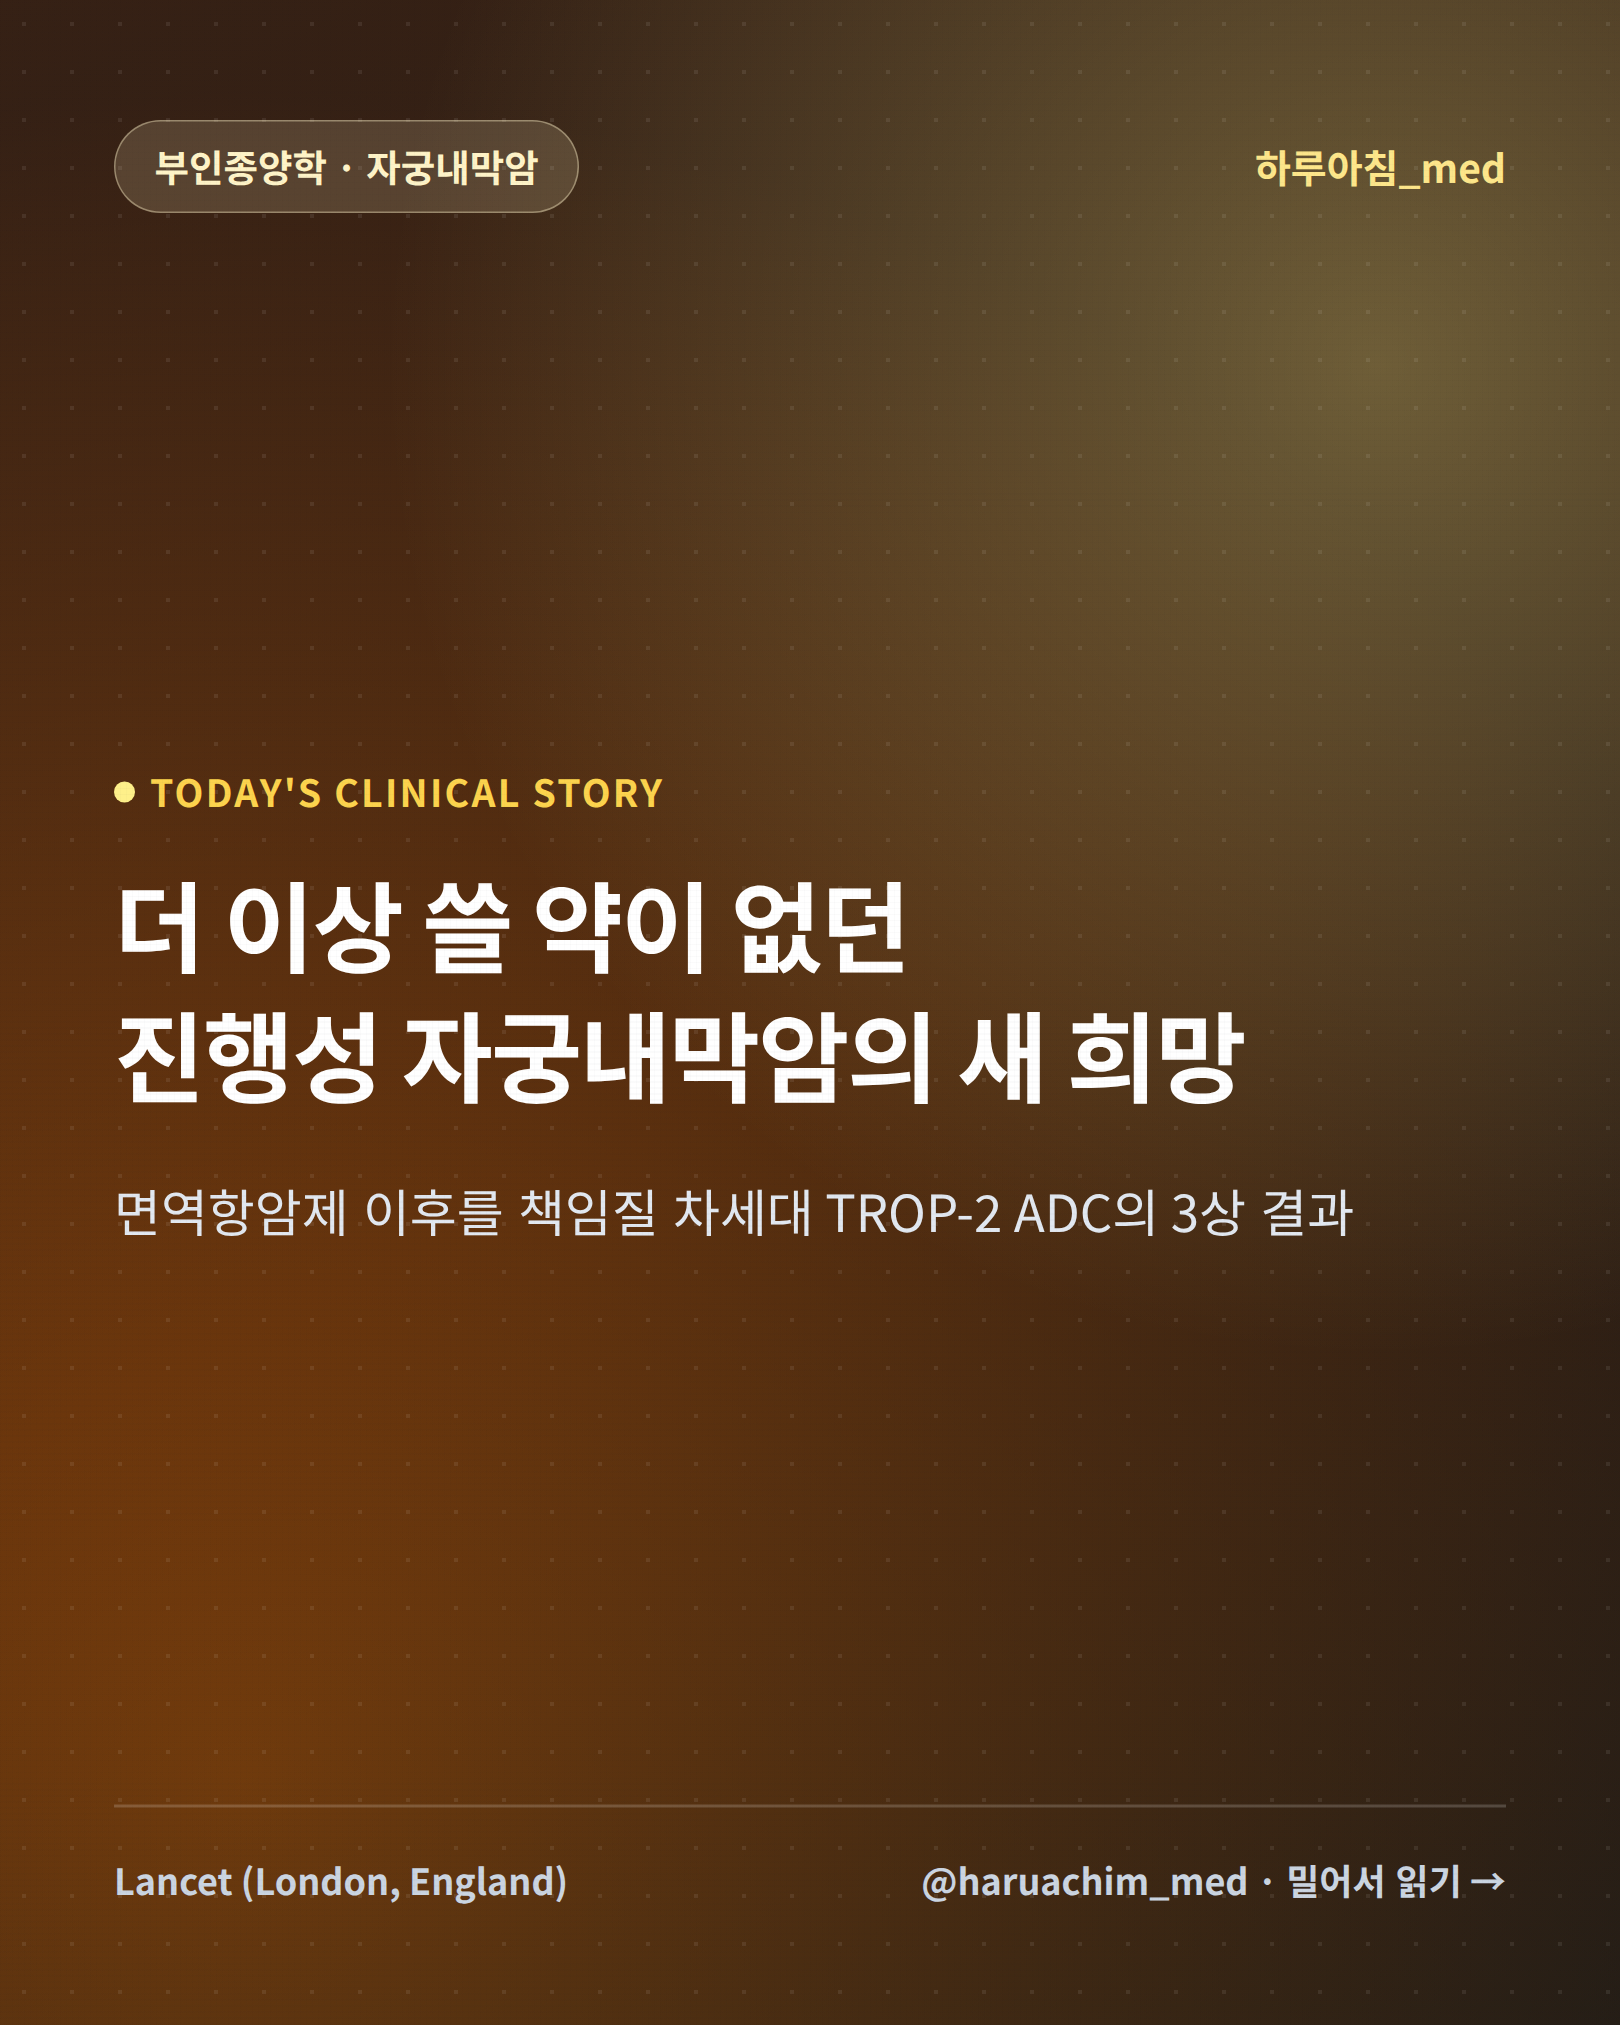 부인종양학 · 자궁내막암
하루아침_med
TODAY'S CLINICAL STORY
더 이상 쓸 약이 없던
진행성 자궁내막암의 새 희망
면역항암제 이후를 책임질 차세대 TROP-2 ADC의 3상 결과
Lancet (London, England)
@haruachim_med · 밀어서 읽기 →